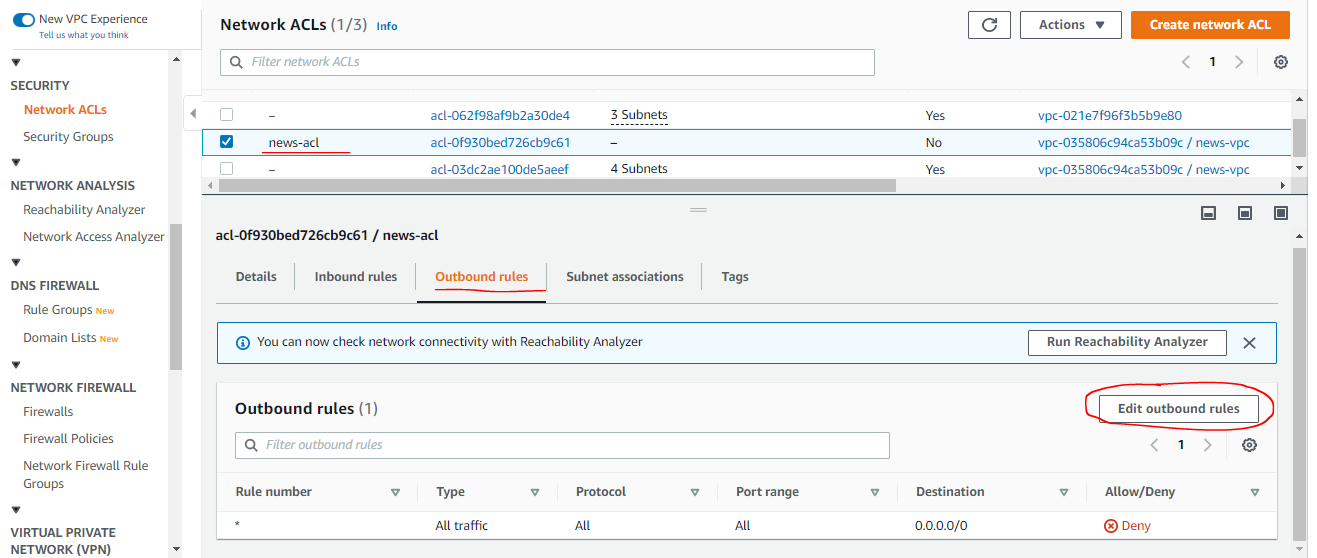 New VPC Experience
Tell us what you think
SECURITY
Network ACLs
Security Groups
NETWORK ANALYSIS
Reachability Analyzer
Network Access Analyzer
DNS FIREWALL
Rule Groups New
Domain Lists New
NETWORK FIREWALL
Firewalls
Firewall Policies
Network Firewall Rule
Groups
VIRTUAL PRIVATE
NETWORK (VPN)
Network ACLs (1/3) Info
Actions
Create network ACL
Filter network ACLs
1
– acl-062f98af9b2a30de4 3 Subnets Yes vpc-021e7f96f3b5b9e80
news-acl acl-0f930bed726cb9c61 – No vpc-035806c94ca53b09c / news-vpc
– acl-03dc2ae100de5aeef 4 Subnets Yes vpc-035806c94ca53b09c / news-vpc
acl-0f930bed726cb9c61 / news-acl
Details Inbound rules Outbound rules Subnet associations Tags
You can now check network connectivity with Reachability Analyzer
Run Reachability Analyzer
Outbound rules (1)
Edit outbound rules
Filter outbound rules
1
Rule number Type Protocol Port range Destination Allow/Deny
* All traffic All All 0.0.0.0/0 Deny